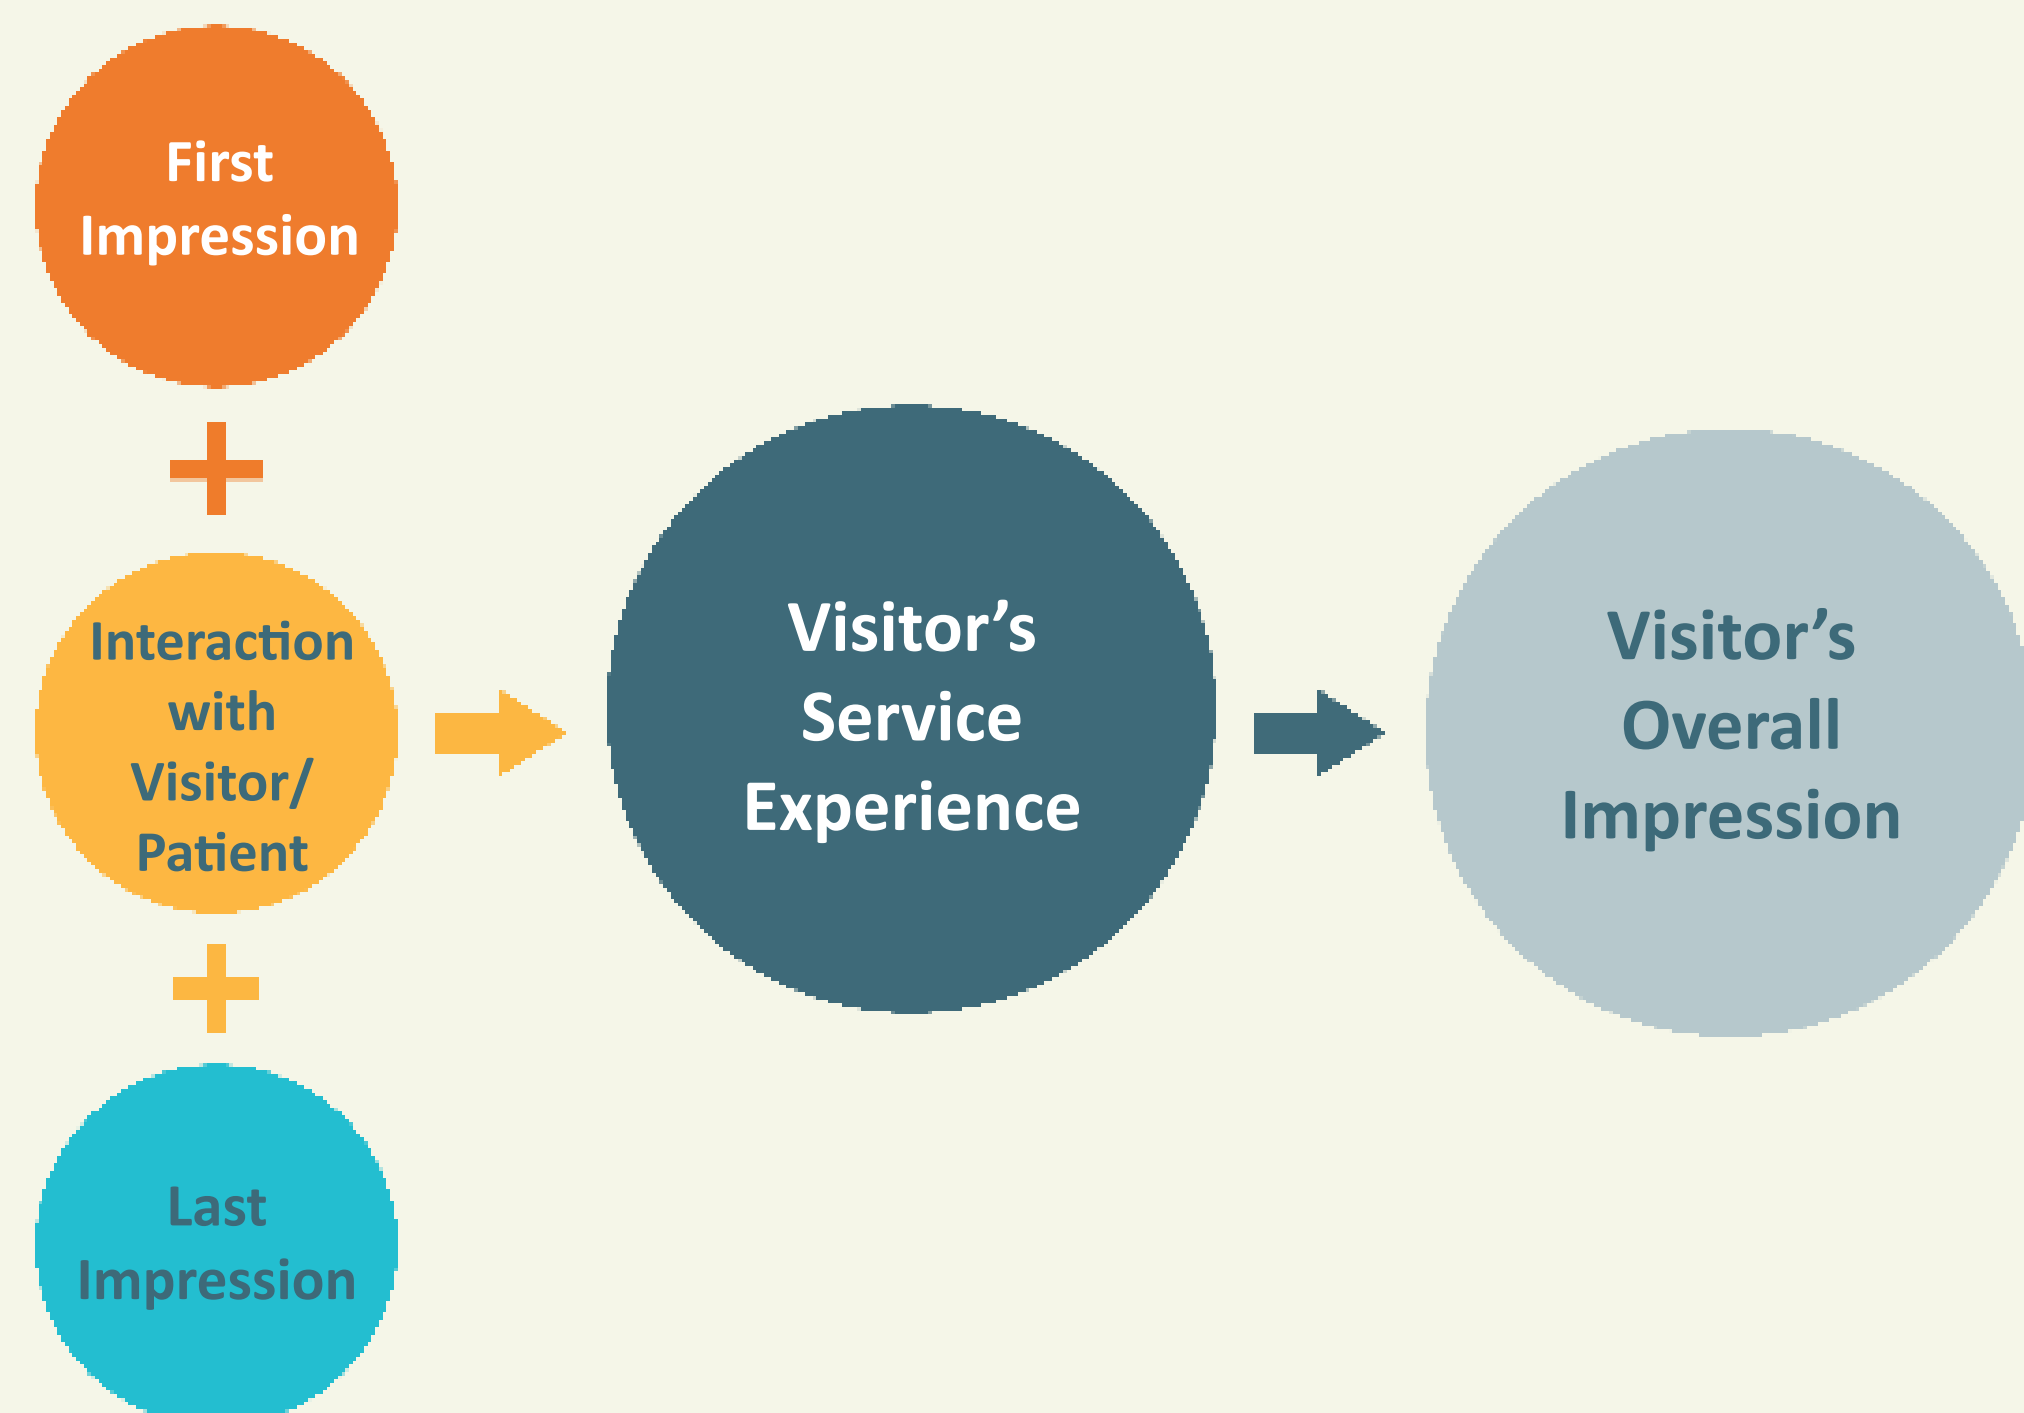 First
Impression
+
Interaction
with
Visitor/
Patient
+
Last
Impression
Visitor’s
Service
Experience
Visitor’s
Overall
Impression